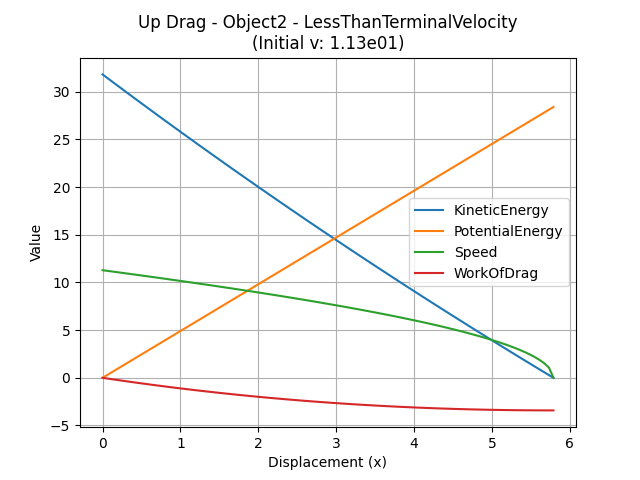 Up Drag - Object2 - LessThanTerminalVelocity
(Initial v: 1.13e01)
Value
30
25
20
15
10
5
0
−5
KineticEnergy
PotentialEnergy
Speed
WorkOfDrag
0 1 2 3 4 5 6
Displacement (x)